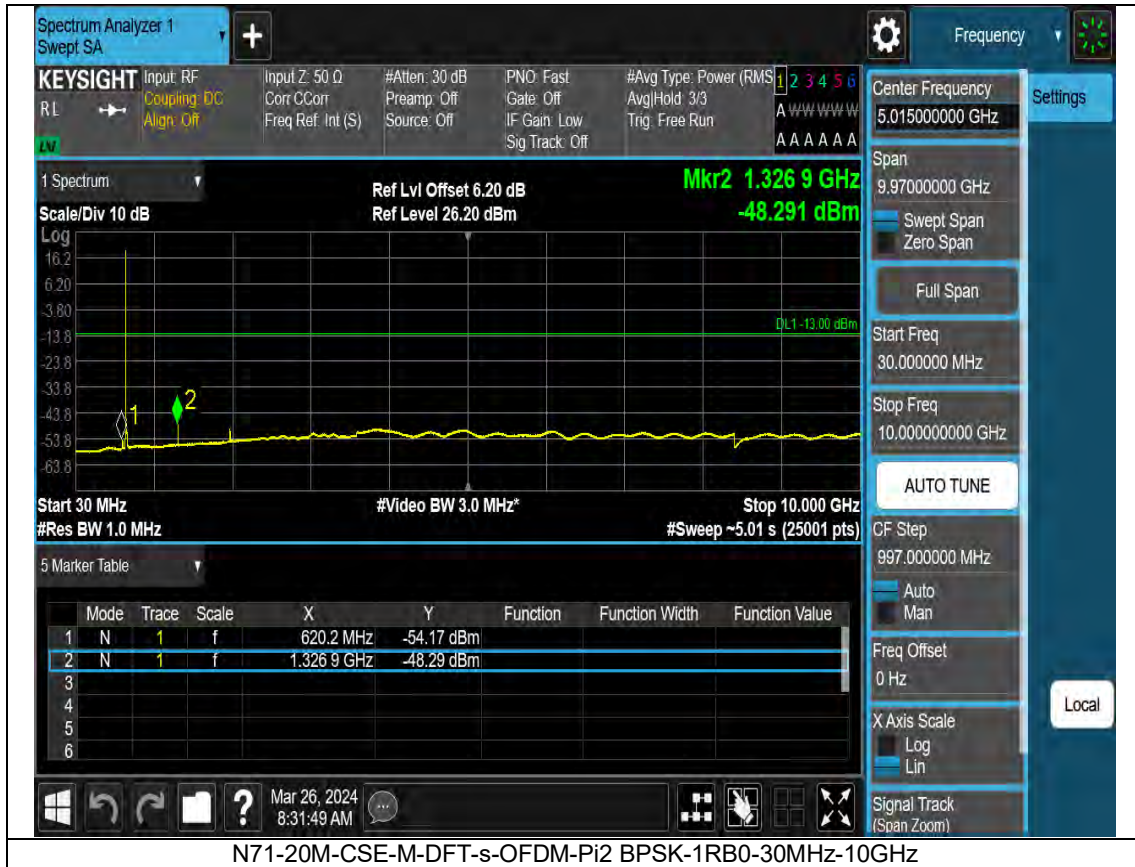 Spectrum Analyzer 1
Swept SA
+
Frequency
KEYSIGHT
RL
LNI
Input: RF
Coupling: DC
Align: Off
Input Z: 50 Ω
Corr CCorr
Freq Ref: Int (S)
#Atten: 30 dB
Preamp: Off
Source: Off
PNO: Fast
Gate: Off
IF Gain: Low
Sig Track: Off
#Avg Type: Power (RMS
Avg|Hold: 3/3
Trig: Free Run
1 2 3 4 5 6
A W W W W W
A A A A A A
1 Spectrum
Scale/Div 10 dB
Ref Lvl Offset 6.20 dB
Ref Level 26.20 dBm
Mkr2 1.326 9 GHz
-48.291 dBm
Log
16.2
6.20
-3.80
-13.8
-23.8
-33.8
-43.8
-53.8
-63.8
DL1 -13.00 dBm
1
2
Start 30 MHz
#Res BW 1.0 MHz
#Video BW 3.0 MHz*
Stop 10.000 GHz
#Sweep ~5.01 s (25001 pts)
5 Marker Table
Mode Trace Scale X Y Function Function Width Function Value
1 N 1 f 620.2 MHz -54.17 dBm
2 N 1 f 1.326 9 GHz -48.29 dBm
3
4
5
6
Center Frequency
5.015000000 GHz
Settings
Span
9.97000000 GHz
Swept Span
Zero Span
Full Span
Start Freq
30.000000 MHz
Stop Freq
10.000000000 GHz
AUTO TUNE
CF Step
997.000000 MHz
Auto
Man
Freq Offset
0 Hz
Local
X Axis Scale
Log
Lin
Signal Track
(Span Zoom)
?
Mar 26, 2024
8:31:49 AM
N71-20M-CSE-M-DFT-s-OFDM-Pi2 BPSK-1RB0-30MHz-10GHz